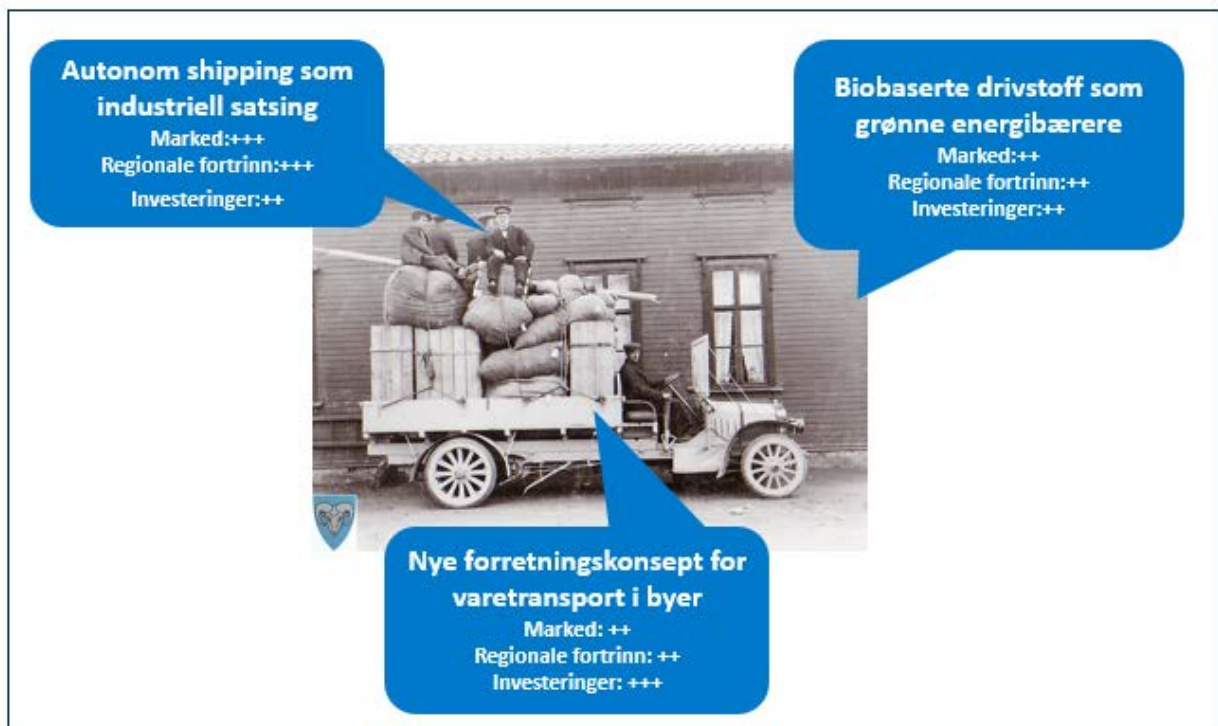 Autonom shipping som
industriell satsing
Marked:+++
Regionale fortrinn:+++
Investeringer:++
Biobaserte drivstoff som
grønne energibærere
Marked:++
Regionale fortrinn:++
Investeringer:++
Nye forretningskonsept for
varetransport i byer
Marked: ++
Regionale fortrinn: ++
Investeringer: +++